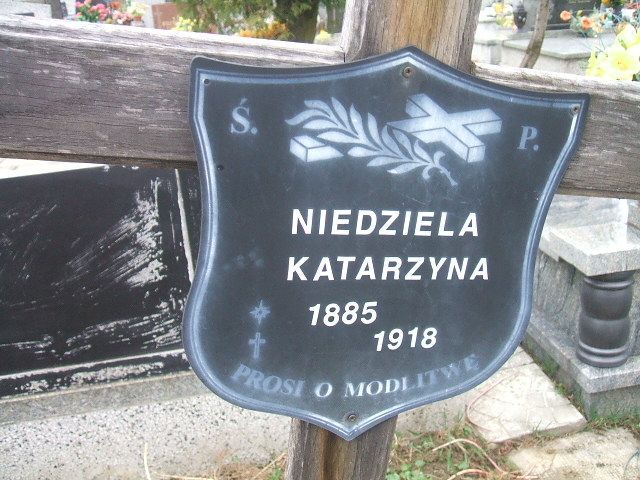 Ś. P.
NIEDZIELA
KATARZYNA
1885
1918
PROSI O MODLITWĘ